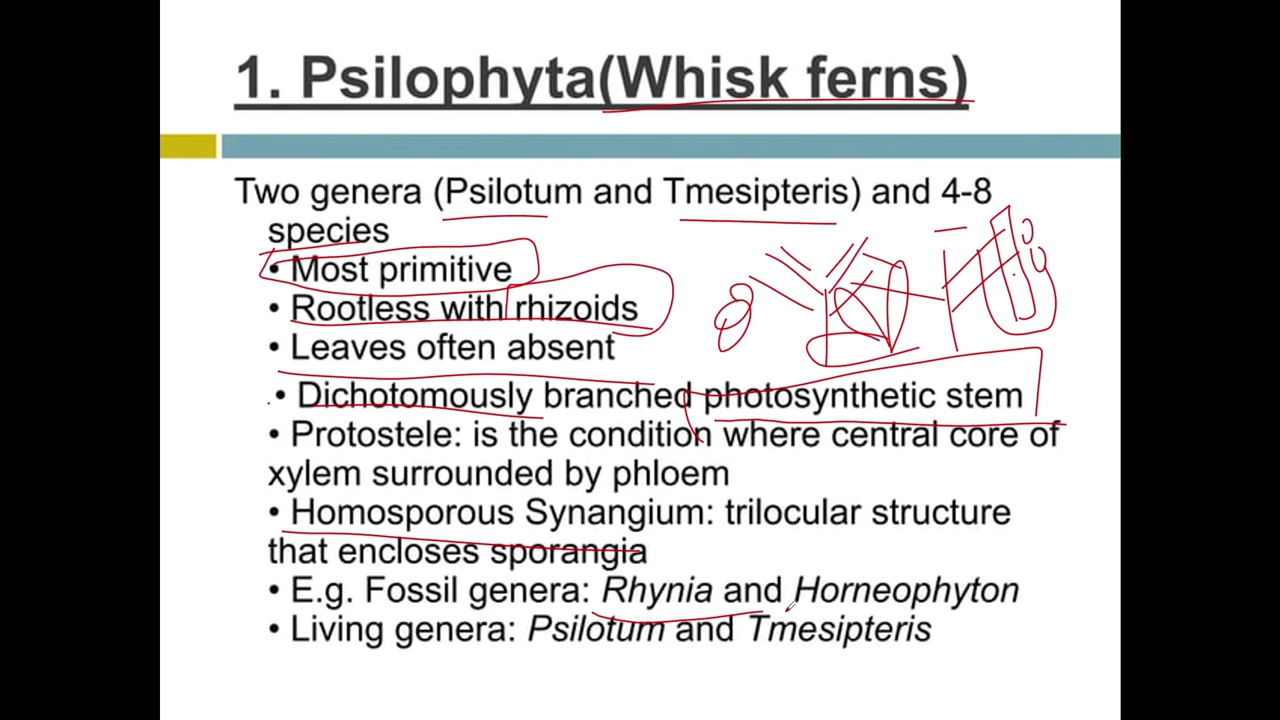 1. Psilophyta(Whisk ferns)
Two genera (Psilotum and Tmesipteris) and 4-8
species
• Most primitive
• Rootless with rhizoids
• Leaves often absent
• Dichotomously branched photosynthetic stem
• Protostele: is the condition where central core of
xylem surrounded by phloem
• Homosporous Synangium: trilocular structure
that encloses sporangia
• E.g. Fossil genera: Rhynia and Horneophyton
• Living genera: Psilotum and Tmesipteris